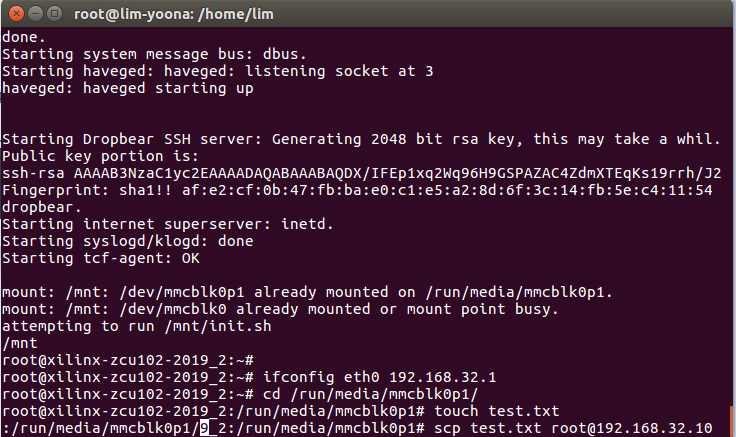 root@lim-yoona: /home/lim
done.
Starting system message bus: dbus.
Starting haveged: haveged: listening socket at 3
haveged: haveged starting up
Starting Dropbear SSH server: Generating 2048 bit rsa key, this may take a whil.
Public key portion is:
ssh-rsa AAAAB3NzaC1yc2EAAAADAQABAAABAQDX/IFEp1xq2Wq96H9GSPAZAC4ZdmXTEqKs19rrh/J2
Fingerprint: sha1!! af:e2:cf:0b:47:fb:ba:e0:c1:e5:a2:8d:6f:3c:14:fb:5e:c4:11:54
dropbear.
Starting internet superserver: inetd.
Starting syslogd/klogd: done
Starting tcf-agent: OK
mount: /mnt: /dev/mmcblk0p1 already mounted on /run/media/mmcblk0p1.
mount: /mnt: /dev/mmcblk0 already mounted or mount point busy.
attempting to run /mnt/init.sh
/mnt
root@xilinx-zcu102-2019_2:~#
root@xilinx-zcu102-2019_2:~# ifconfig eth0 192.168.32.1
root@xilinx-zcu102-2019_2:~# cd /run/media/mmcblk0p1/
root@xilinx-zcu102-2019_2:/run/media/mmcblk0p1# touch test.txt
:/run/media/mmcblk0p1/9_2:/run/media/mmcblk0p1# scp test.txt root@192.168.32.10